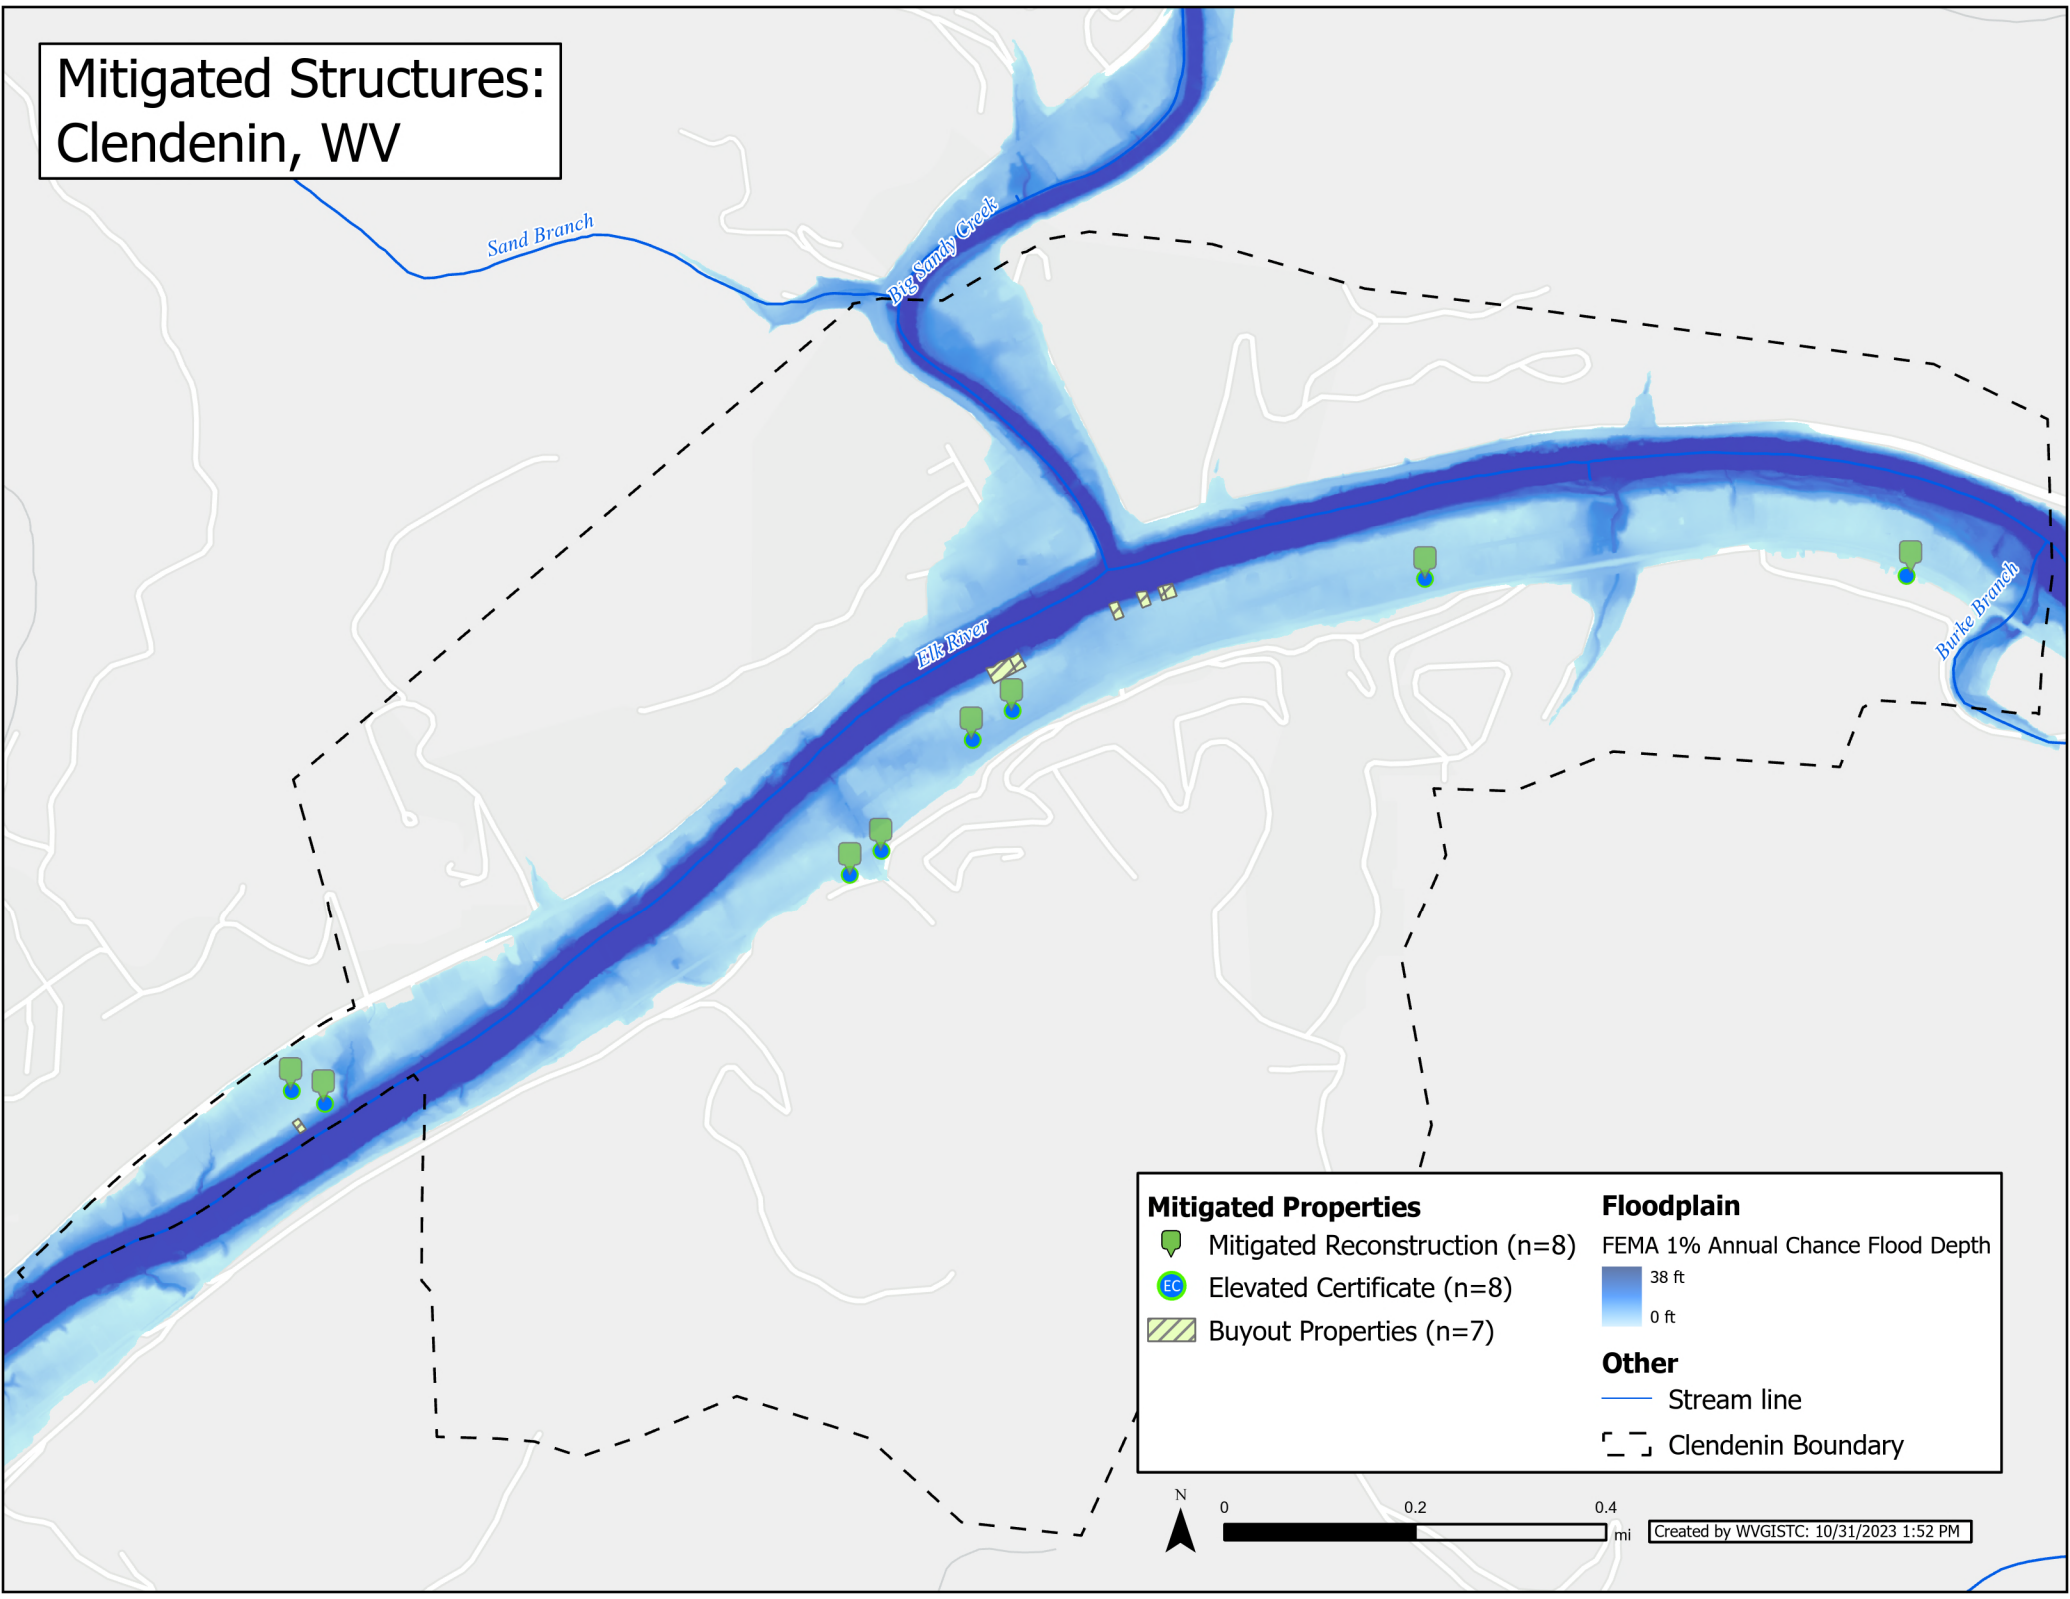 Mitigated Structures:
Clendenin, WV
Sand Branch
Big Sandy Creek
Elk River
Burke Branch
Mitigated Properties
Mitigated Reconstruction (n=8)
EC
Elevated Certificate (n=8)
Buyout Properties (n=7)
Floodplain
FEMA 1% Annual Chance Flood Depth
38 ft
0 ft
Other
Stream line
Clendenin Boundary
N
0
0.2
0.4
mi
Created by WVGISTC: 10/31/2023 1:52 PM